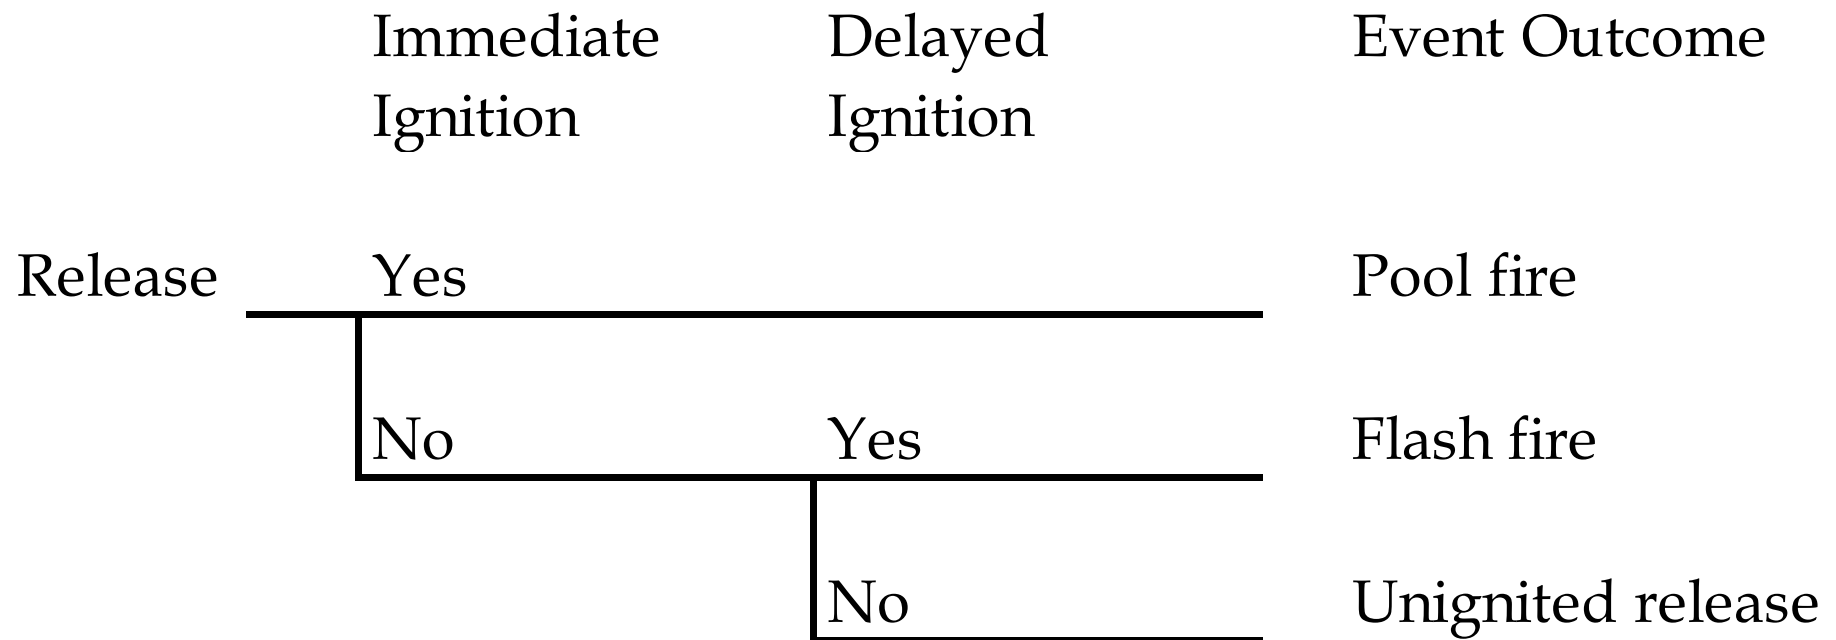 Immediate Delayed Event Outcome
Ignition Ignition
Release Yes Pool fire
No Yes Flash fire
No Unignited release